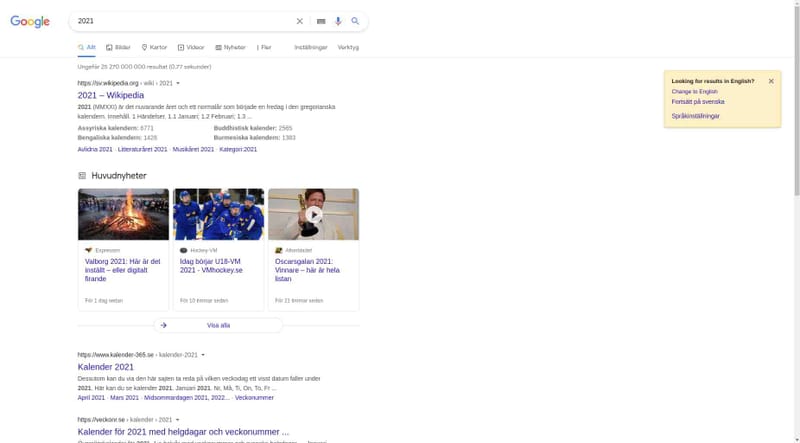 Google
2021
Allt
Bilder
Kartor
Videor
Nyheter
Fler
Inställningar
Verktyg
Ungefär 25 270 000 000 resultat (0,77 sekunder)
Looking for results in English?
Change to English
Fortsätt på svenska
Språkinställningar
https://sv.wikipedia.org › wiki › 2021
2021 – Wikipedia
2021 (MMXXI) är det nuvarande året och ett normalår som började en fredag i den gregorianska
kalendern. Innehåll. 1 Händelser. 1.1 Januari; 1.2 Februari; 1.3 ...
Assyriska kalendern: 6771
Buddhistisk kalender: 2565
Bengaliska kalendern: 1428
Burmesiska kalendern: 1383
Avlidna 2021 · Litteraturåret 2021 · Musikåret 2021 · Kategori:2021
Huvudnyheter
Expressen
Valborg 2021: Här är det
inställt – eller digitalt
firande
För 1 dag sedan
Hockey-VM
Idag börjar U18-VM
2021 - VMhockey.se
För 10 timmar sedan
Aftonbladet
Oscarsgalan 2021:
Vinnare – här är hela
listan
För 21 timmar sedan
Visa alla
https://www.kalender-365.se › kalender-2021
Kalender 2021
Dessutom kan du via den här sajten ta reda på vilken veckodag ett visst datum faller under
2021. Här kan du se kalender 2021. Januari 2021. Nr, Må, Ti, On, To, Fr ...
April 2021 · Mars 2021 · Midsommardagen 2021, 2022... · Veckonummer
https://veckonr.se › kalender › 2021
Kalender för 2021 med helgdagar och veckonummer ...